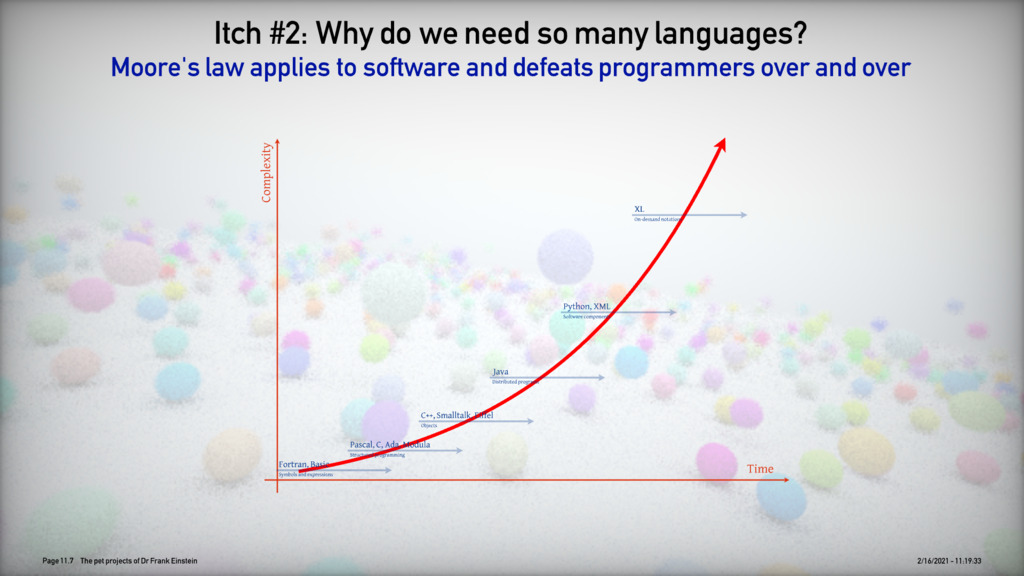 Itch #2: Why do we need so many languages?
Moore's law applies to software and defeats programmers over and over
Complexity
XL
On-demand notation
Python, XML
Software components
Java
Distributed programs
C++, Smalltalk, Eiffel
Objects
Pascal, C, Ada, Modula
Structured programming
Fortran, Basic
Symbols and expressions
Time
Page 11.7 The pet projects of Dr Frank Einstein
2/16/2021 - 11:19:33